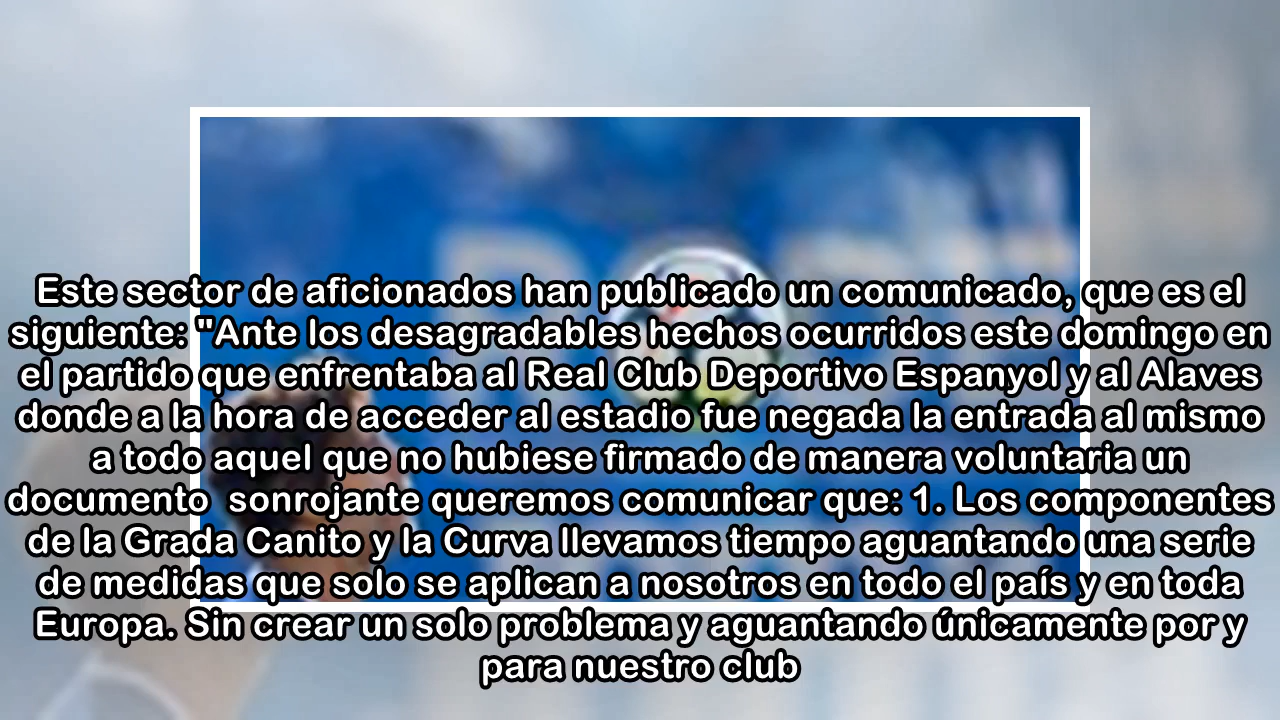 Este sector de aficionados han publicado un comunicado, que es el
siguiente: "Ante los desagradables hechos ocurridos este domingo en
el partido que enfrentaba al Real Club Deportivo Espanyol y al Alaves
donde a la hora de acceder al estadio fue negada la entrada al mismo
a todo aquel que no hubiese firmado de manera voluntaria un
documento  sonrojante queremos comunicar que: 1. Los componentes
de la Grada Canito y la Curva llevamos tiempo aguantando una serie
de medidas que solo se aplican a nosotros en todo el país y en toda
Europa. Sin crear un solo problema y aguantando únicamente por y
para nuestro club